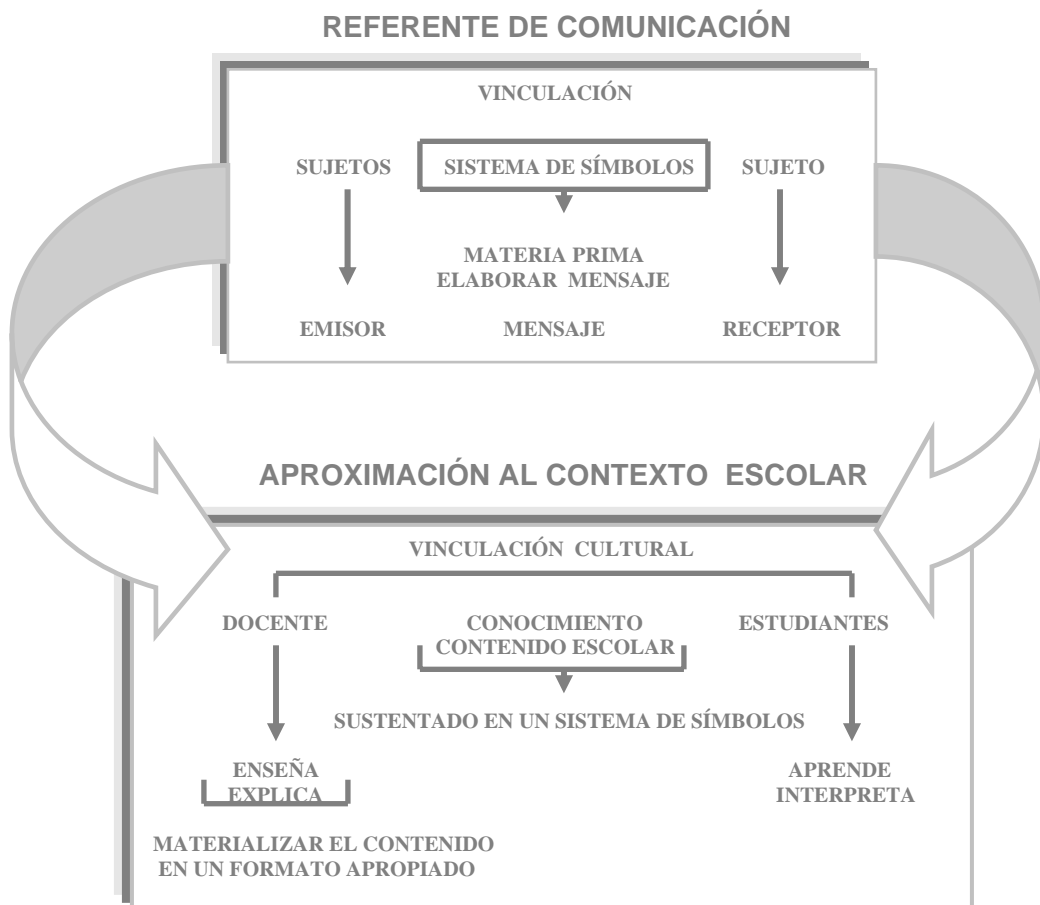 REFERENTE DE COMUNICACIÓN
VINCULACIÓN
SUJETOS
SISTEMA DE SÍMBOLOS
SUJETO
MATERIA PRIMA
ELABORAR MENSAJE
EMISOR
MENSAJE
RECEPTOR
APROXIMACIÓN AL CONTEXTO ESCOLAR
VINCULACIÓN CULTURAL
DOCENTE
CONOCIMIENTO
CONTENIDO ESCOLAR
ESTUDIANTES
SUSTENTADO EN UN SISTEMA DE SÍMBOLOS
ENSEÑA
EXPLICA
APRENDE
INTERPRETA
MATERIALIZAR EL CONTENIDO
EN UN FORMATO APROPIADO